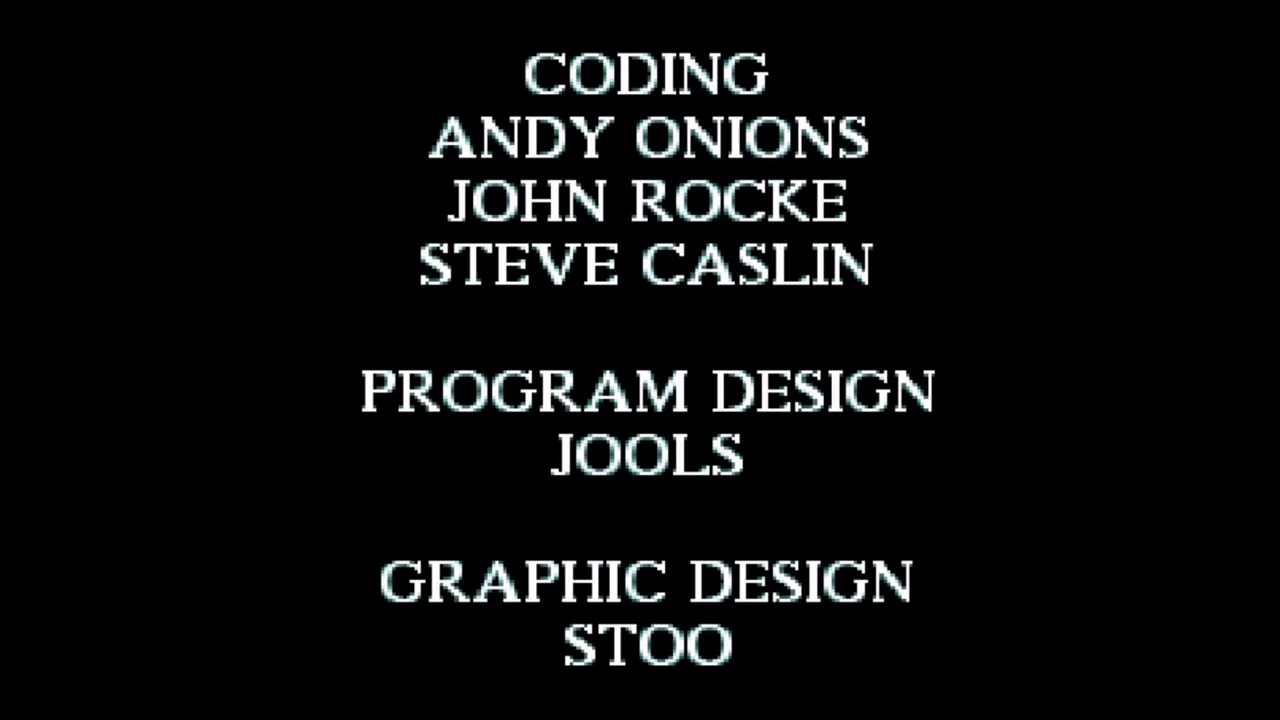 CODING
ANDY ONIONS
JOHN ROCKE
STEVE CASLIN
PROGRAM DESIGN
JOOLS
GRAPHIC DESIGN
STOO